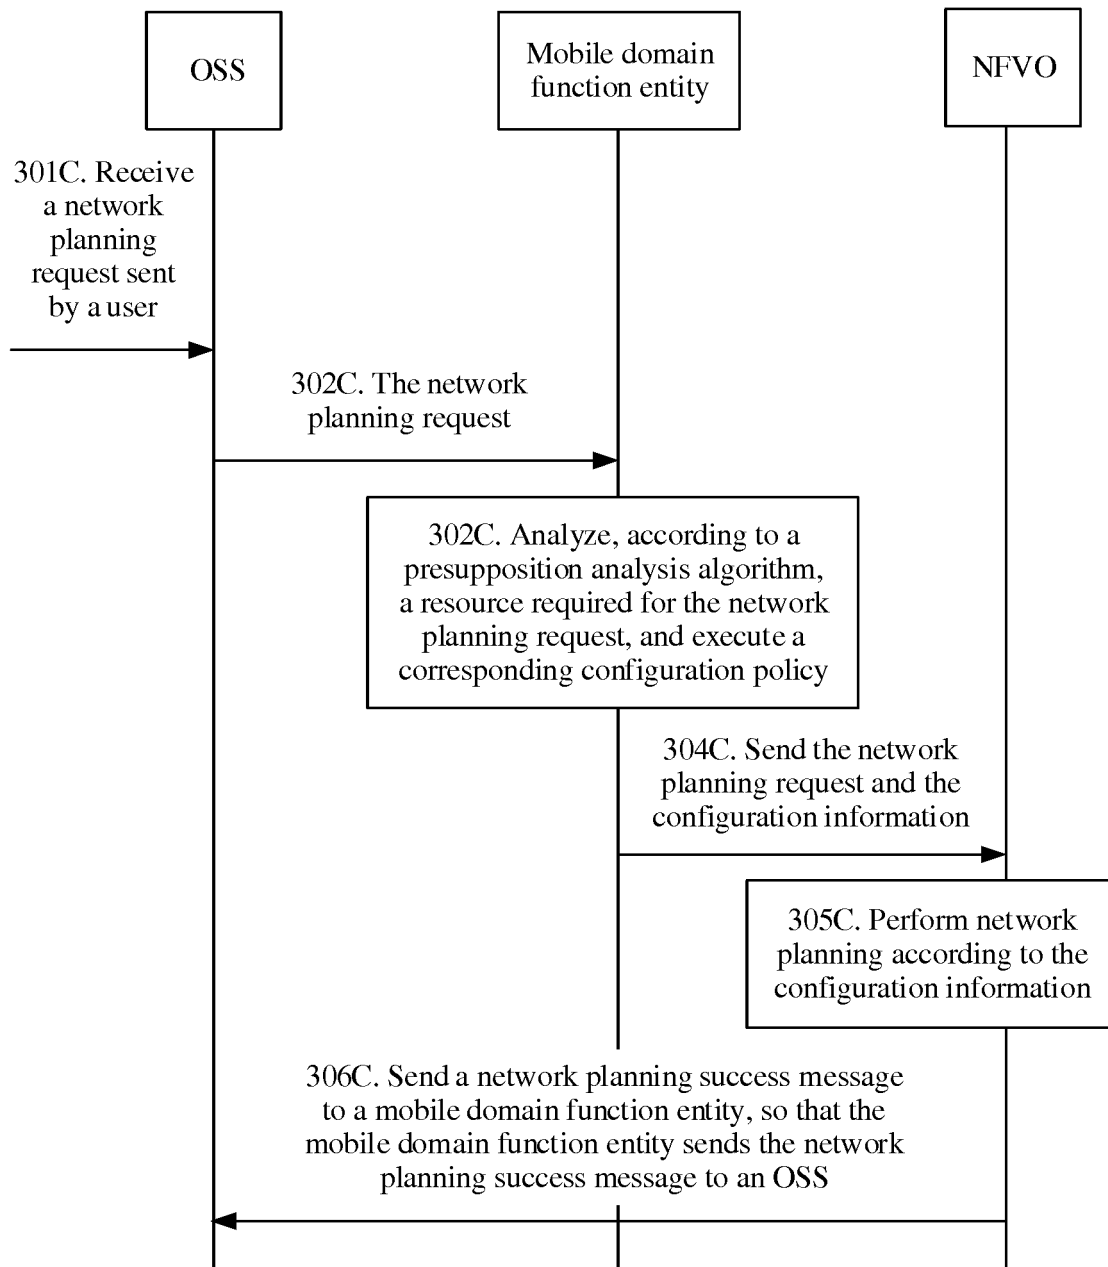 OSS
Mobile domain
function entity
NFVO
301C. Receive
a network
planning
request sent
by a user
302C. The network
planning request
302C. Analyze, according to a
presupposition analysis algorithm,
a resource required for the network
planning request, and execute a
corresponding configuration policy
304C. Send the network
planning request and the
configuration information
305C. Perform network
planning according to the
configuration information
306C. Send a network planning success message
to a mobile domain function entity, so that the
mobile domain function entity sends the network
planning success message to an OSS